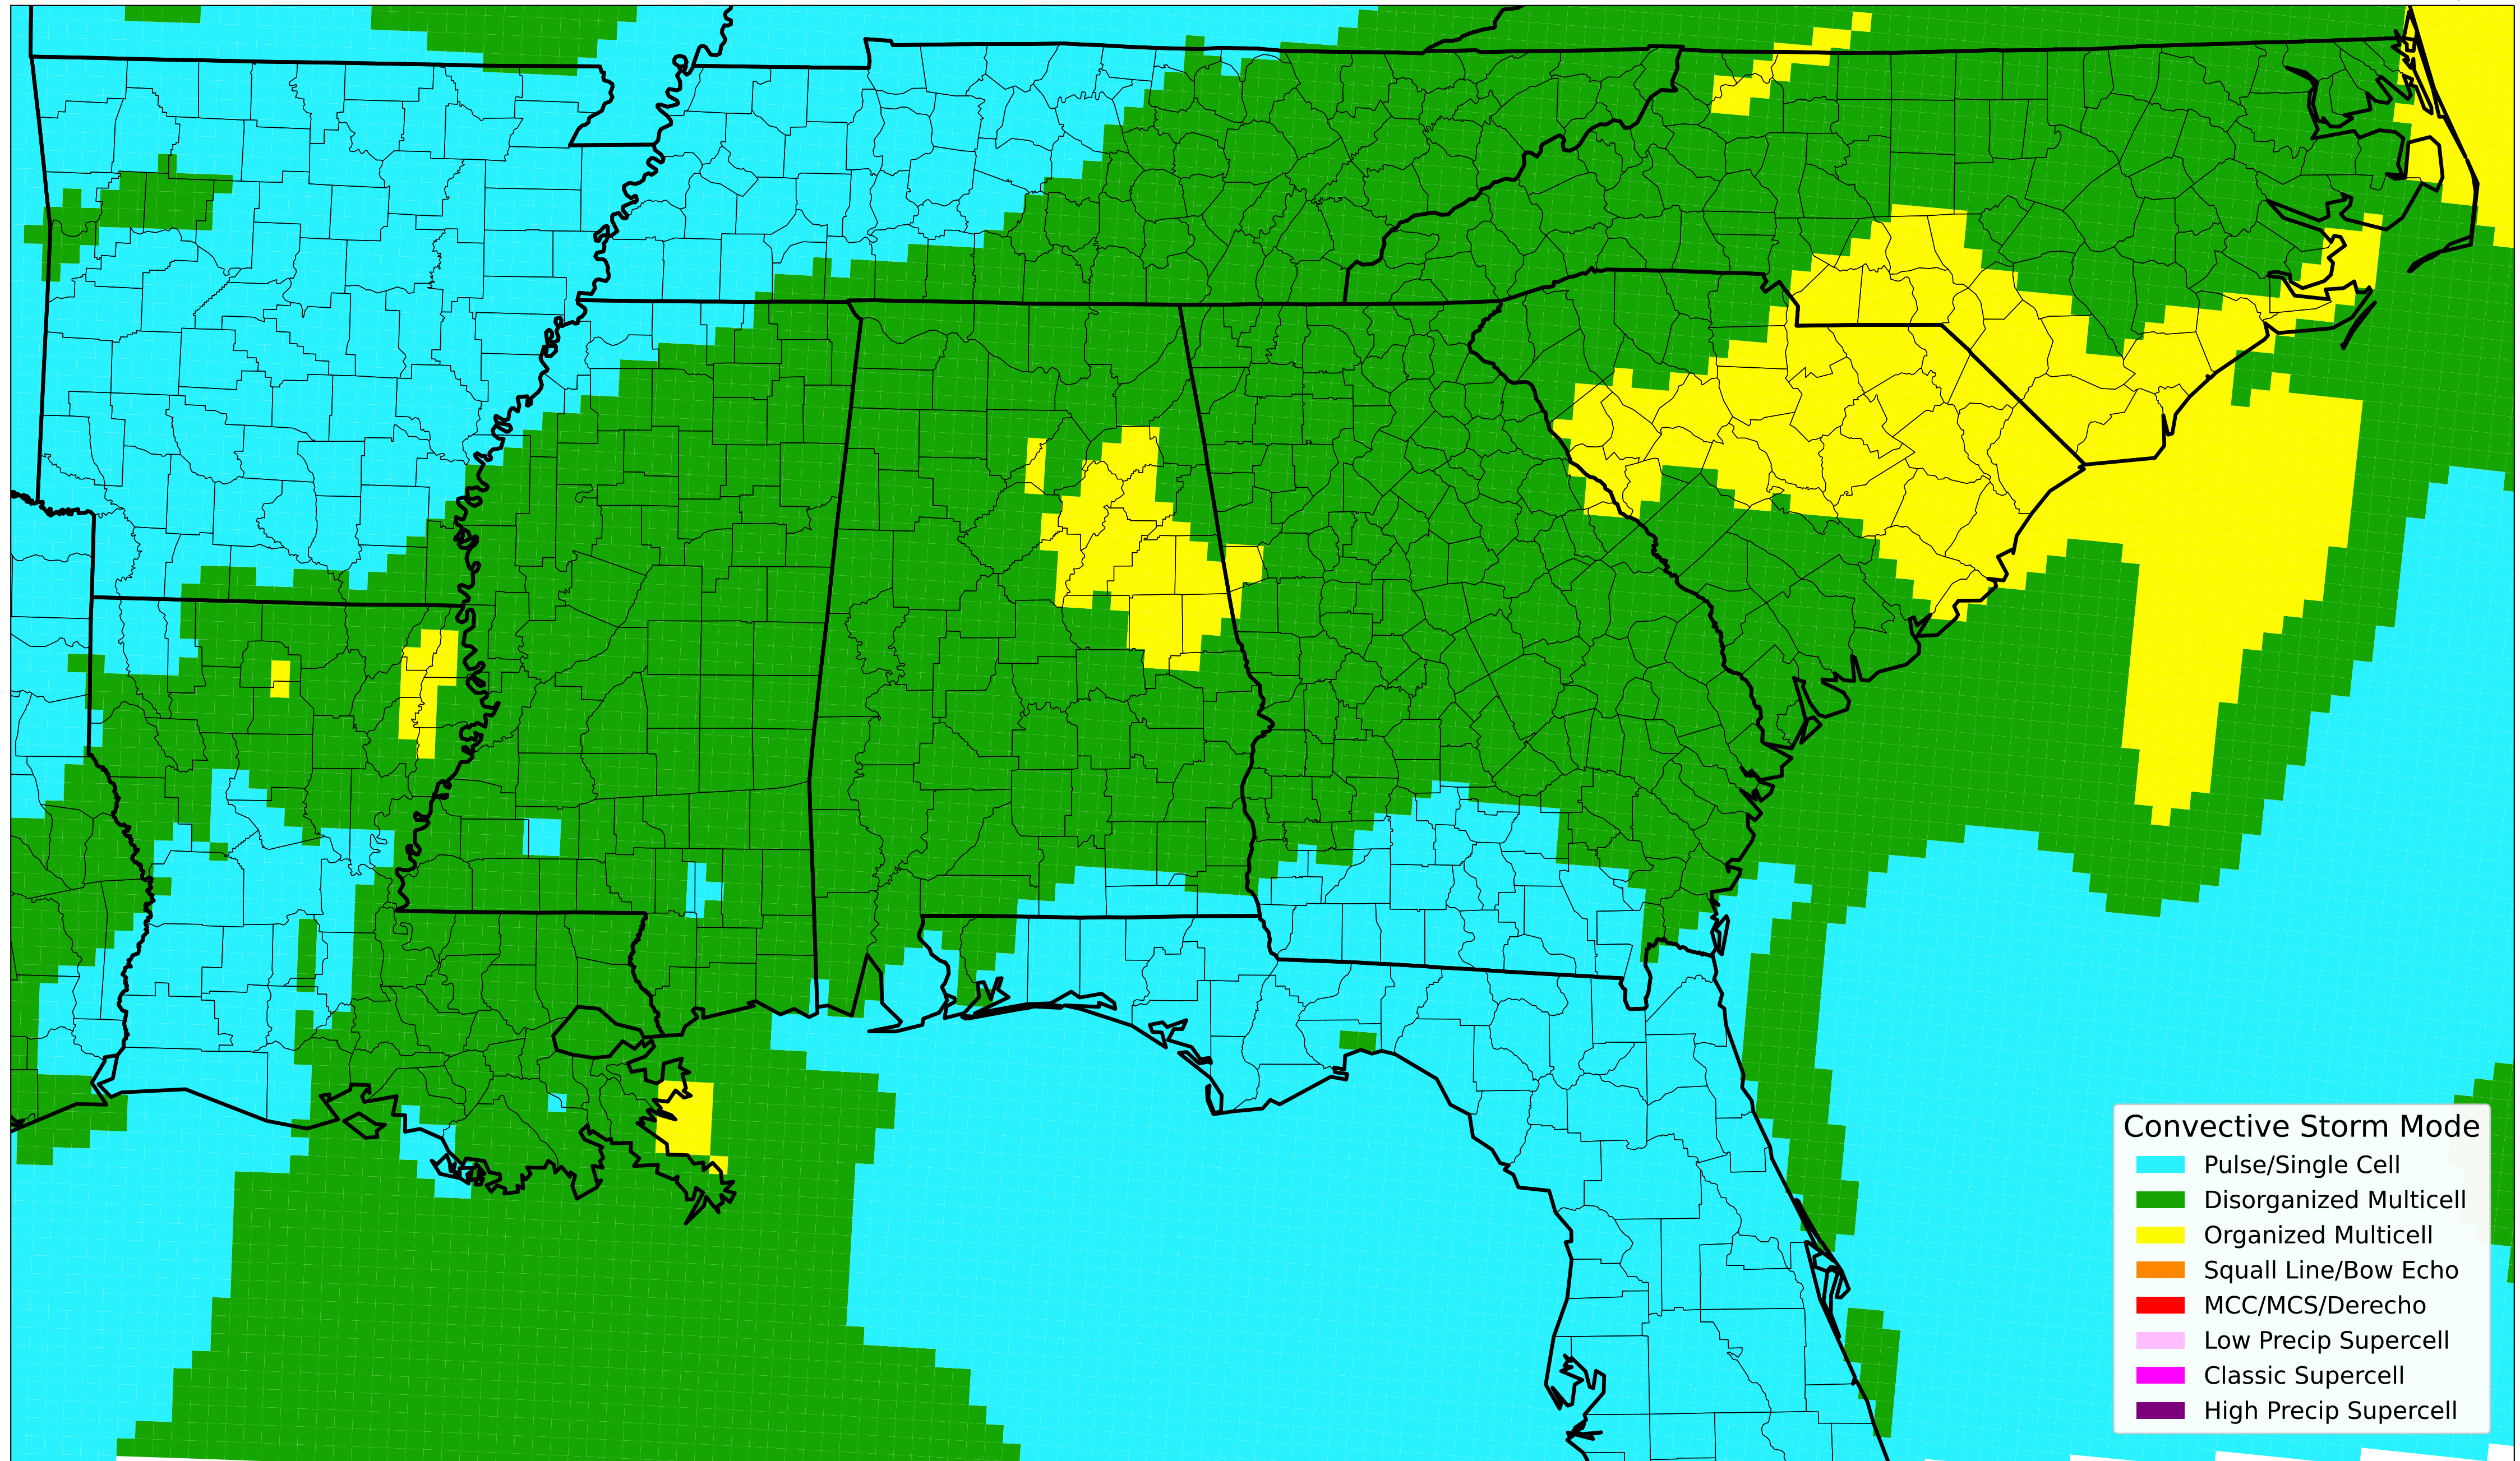 Convective Storm Mode
Pulse/Single Cell
Disorganized Multicell
Organized Multicell
Squall Line/Bow Echo
MCC/MCS/Derecho
Low Precip Supercell
Classic Supercell
High Precip Supercell